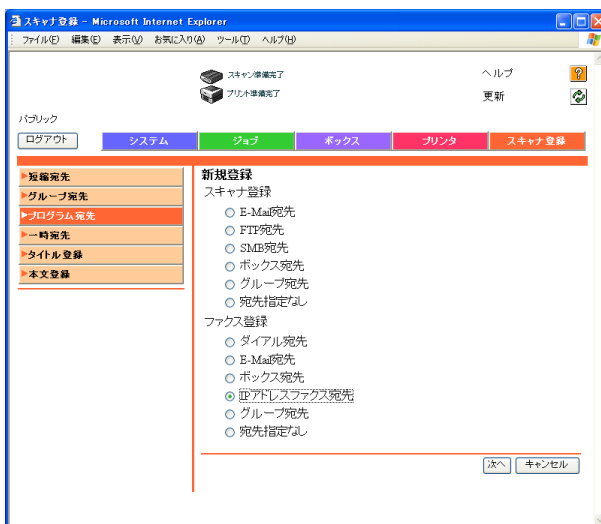 スキャナ登録 - Microsoft Internet Explorer
ファイル(F) 編集(E) 表示(V) お気に入り(A) ツール(T) ヘルプ(H)
スキャン準備完了
プリント準備完了
ヘルプ ?
更新
パブリック
ログアウト システム ジョブ ボックス プリンタ スキャナ登録
短縮宛先
グループ宛先
プログラム宛先
一時宛先
タイトル登録
本文登録
新規登録
スキャナ登録
E-Mail宛先
FTP宛先
SMB宛先
ボックス宛先
グループ宛先
宛先指定なし
ファクス登録
ダイアル宛先
E-Mail宛先
ボックス宛先
IPアドレスファクス宛先
グループ宛先
宛先指定なし
次へ キャンセル